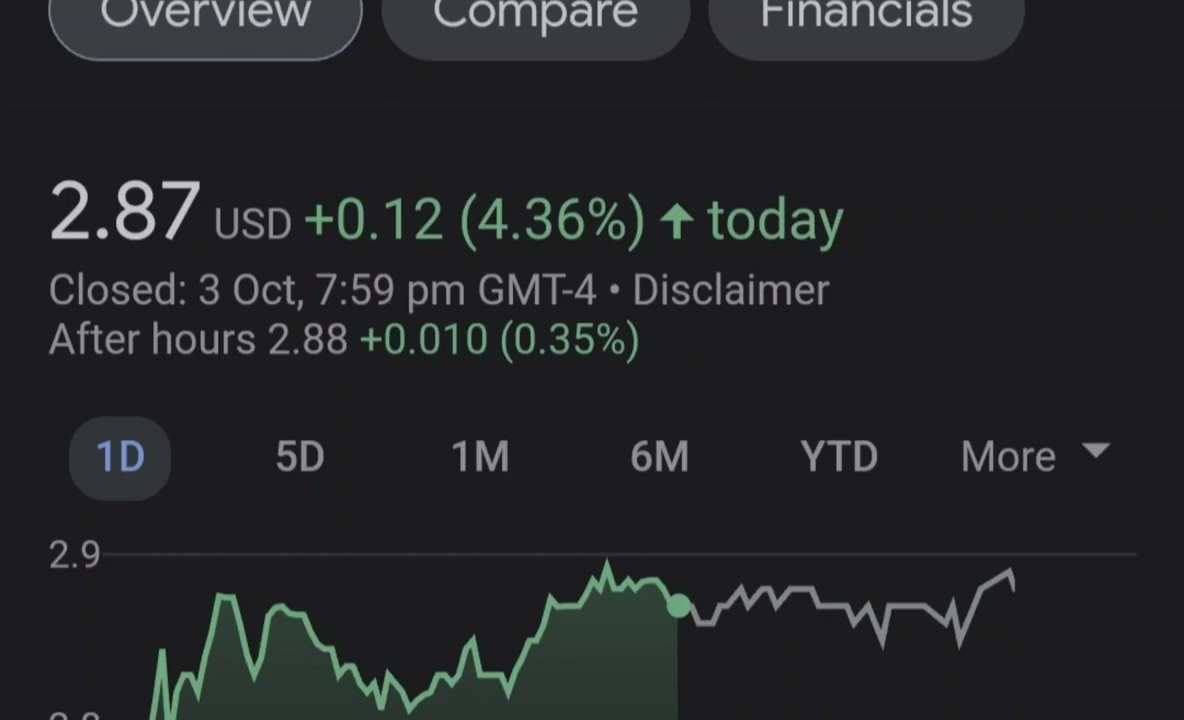 Overview Compare Financials
2.87 USD +0.12 (4.36%) ↑ today
Closed: 3 Oct, 7:59 pm GMT-4 • Disclaimer
After hours 2.88 +0.010 (0.35%)
1D 5D 1M 6M YTD More
2.9